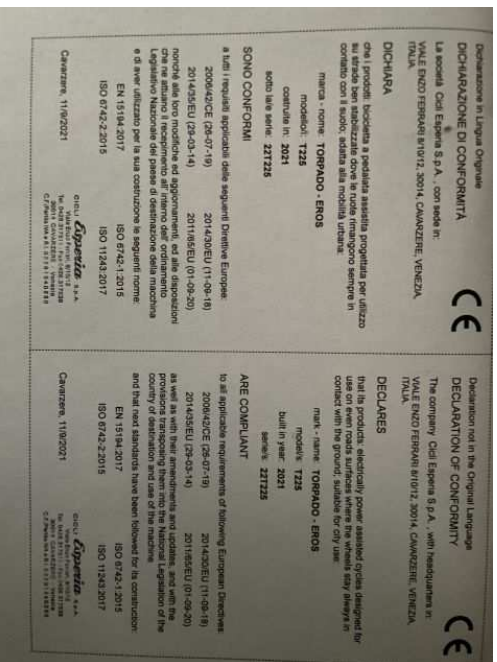 Dichiarazione in Lingua Originale
DICHIARAZIONE DI CONFORMITÀ
CE
La società Cicli Esperia S.p.A., con sede in:
VIALE ENZO FERRARI 8/10/12, 30014, CAVARZERE, VENEZIA,
ITALIA
DICHIARA
che i prodotti: bicicletta a pedalata assistita progettata per utilizzo
su strade ben stabilizzate dove le ruote rimangono sempre in
contatto con il suolo; adatta alla mobilità urbana:
marca - nome: TORPADO - EROS
modello/i: T225
costruite in: 2021
sotto la/e serie: 22T225
SONO CONFORMI
a tutti i requisiti applicabili delle seguenti Direttive Europee:
2006/42/CE (26-07-19) 2014/30/EU (11-09-18)
2014/35/EU (29-03-14) 2011/65/EU (01-09-20)
nonché alle loro modifiche ed aggiornamenti, ed alle disposizioni
che ne attuano il recepimento all' interno dell' ordinamento
Legislativo Nazionale del paese di destinazione della macchina
e di aver utilizzato per la sua costruzione le seguenti norme:
EN 15194:2017 ISO 6742-1:2015
ISO 6742-2:2015 ISO 11243:2017
Cavarzere, 11/9/2021
CICLI Esperia S.p.A.
30014 CAVARZERE - Venezia
Declaration not in the Original Language
DECLARATION OF CONFORMITY
CE
The company Cicli Esperia S.p.A., with headquarters in:
VIALE ENZO FERRARI 8/10/12, 30014, CAVARZERE, VENEZIA,
ITALIA
DECLARES
that its products: electrically power assisted cycles designed for
use on even roads surfaces where the wheels stay always in
contact with the ground; suitable for city use:
mark - name: TORPADO - EROS
model/s: T225
built in year: 2021
serie/s: 22T225
ARE COMPLIANT
to all applicable requirements of following European Directives:
2006/42/CE (26-07-19) 2014/30/EU (11-09-18)
2014/35/EU (29-03-14) 2011/65/EU (01-09-20)
as well as with their amendments and updates, and with the
provisions transposing them into the National Legislation of the
country of destination and use of the machine
and that next standards have been followed for its construction:
EN 15194:2017 ISO 6742-1:2015
ISO 6742-2:2015 ISO 11243:2017
Cavarzere, 11/9/2021
CICLI Esperia S.p.A.
30014 CAVARZERE - Venezia